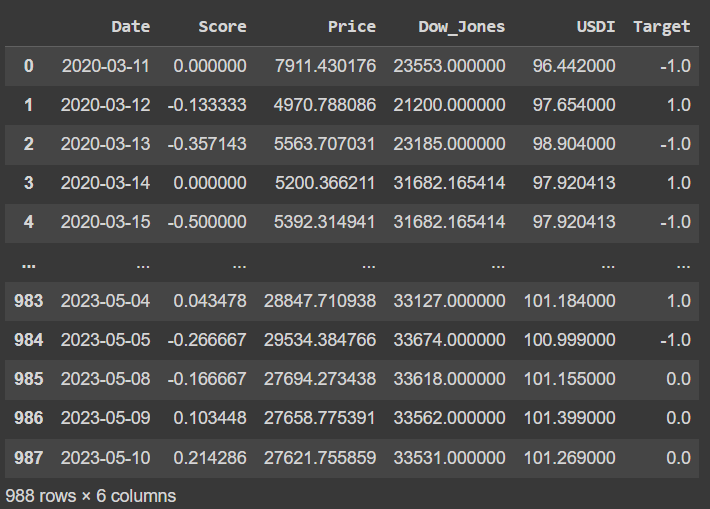 Date Score Price Dow_Jones USDI Target
0 2020-03-11 0.000000 7911.430176 23553.000000 96.442000 -1.0
1 2020-03-12 -0.133333 4970.788086 21200.000000 97.654000 1.0
2 2020-03-13 -0.357143 5563.707031 23185.000000 98.904000 -1.0
3 2020-03-14 0.000000 5200.366211 31682.165414 97.920413 1.0
4 2020-03-15 -0.500000 5392.314941 31682.165414 97.920413 -1.0
... ... ... ... ... ... ...
983 2023-05-04 0.043478 28847.710938 33127.000000 101.184000 1.0
984 2023-05-05 -0.266667 29534.384766 33674.000000 100.999000 -1.0
985 2023-05-08 -0.166667 27694.273438 33618.000000 101.155000 0.0
986 2023-05-09 0.103448 27658.775391 33562.000000 101.399000 0.0
987 2023-05-10 0.214286 27621.755859 33531.000000 101.269000 0.0
988 rows × 6 columns